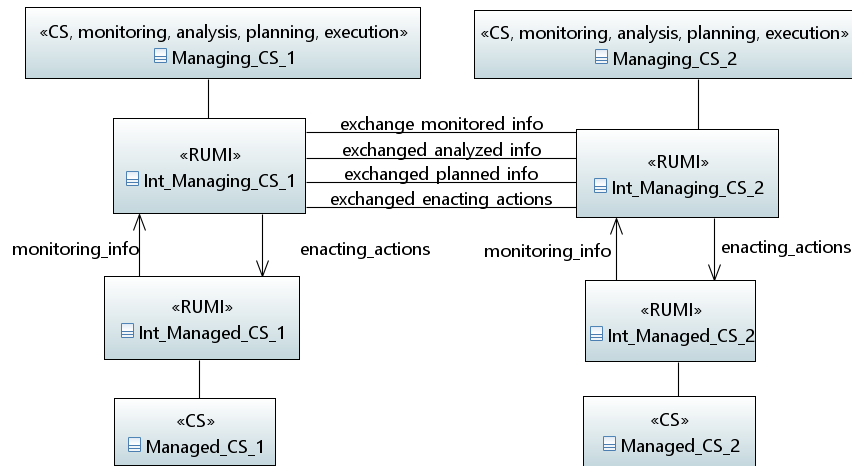 «CS, monitoring, analysis, planning, execution»
Managing_CS_1
«CS, monitoring, analysis, planning, execution»
Managing_CS_2
«RUMI»
Int_Managing_CS_1
exchange monitored info
exchanged analyzed info
exchanged planned info
exchanged enacting actions
«RUMI»
Int_Managing_CS_2
monitoring_info
enacting_actions
monitoring_info
enacting_actions
«RUMI»
Int_Managed_CS_1
«RUMI»
Int_Managed_CS_2
«CS»
Managed_CS_1
«CS»
Managed_CS_2